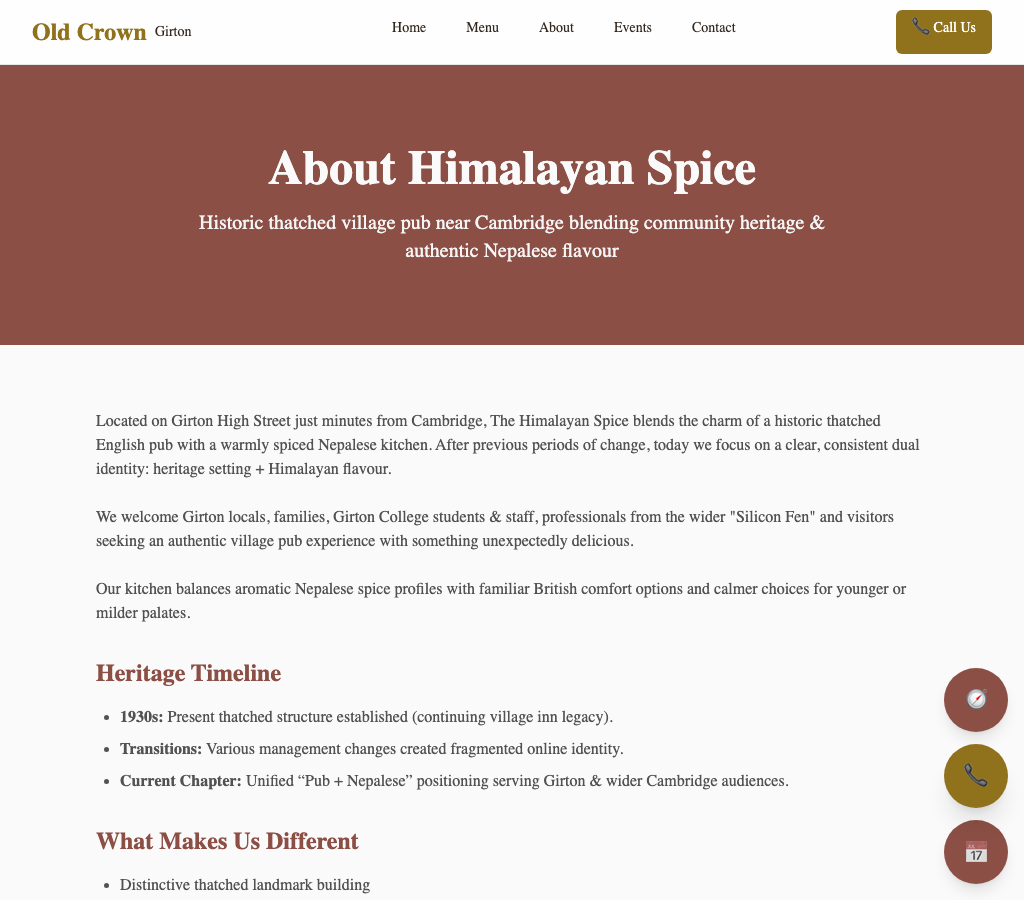 Old Crown Girton
Home Menu About Events Contact
Call Us
About Himalayan Spice
Historic thatched village pub near Cambridge blending community heritage &
authentic Nepalese flavour
Located on Girton High Street just minutes from Cambridge, The Himalayan Spice blends the charm of a historic thatched
English pub with a warmly spiced Nepalese kitchen. After previous periods of change, today we focus on a clear, consistent dual
identity: heritage setting + Himalayan flavour.
We welcome Girton locals, families, Girton College students & staff, professionals from the wider "Silicon Fen" and visitors
seeking an authentic village pub experience with something unexpectedly delicious.
Our kitchen balances aromatic Nepalese spice profiles with familiar British comfort options and calmer choices for younger or
milder palates.
Heritage Timeline
• 1930s: Present thatched structure established (continuing village inn legacy).
• Transitions: Various management changes created fragmented online identity.
• Current Chapter: Unified “Pub + Nepalese” positioning serving Girton & wider Cambridge audiences.
What Makes Us Different
• Distinctive thatched landmark building
17